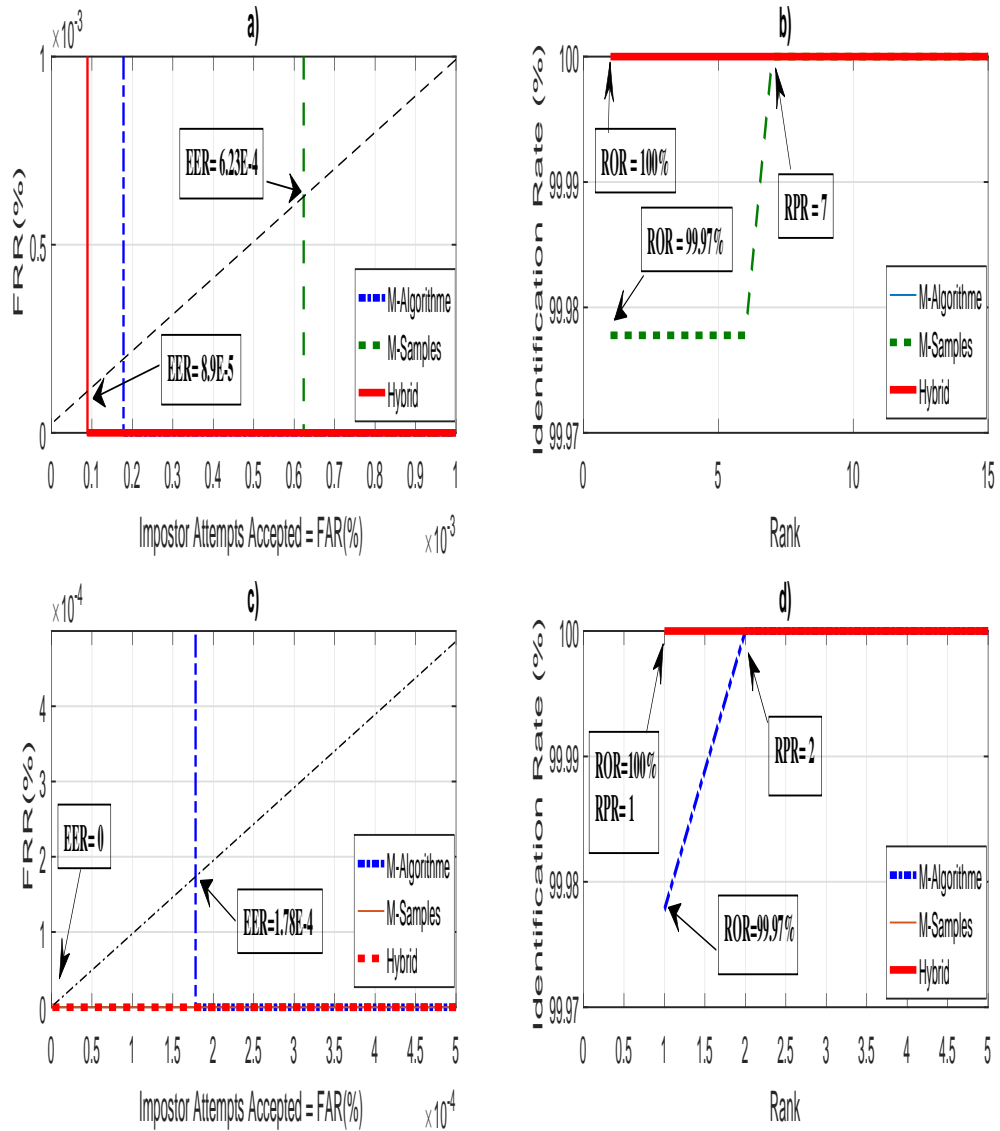 a)
×10-3
1
0.5
0
FRR(%)
EER= 6.23E-4
EER= 8.9E-5
M-Algorithme
M-Samples
Hybrid
0 0.1 0.2 0.3 0.4 0.5 0.6 0.7 0.8 0.9 1
Impostor Attempts Accepted = FAR(%)
×10-3
b)
100
99.99
99.98
99.97
Identification Rate (%)
ROR = 100%
RPR = 7
ROR = 99.97%
M-Algorithme
M-Samples
Hybrid
0 5 10 15
Rank
c)
×10-4
4
3
2
1
0
FRR(%)
EER= 0
EER=1.78E-4
M-Algorithme
M-Samples
Hybrid
0 0.5 1 1.5 2 2.5 3 3.5 4 4.5 5
Impostor Attempts Accepted = FAR(%)
×10-4
d)
100
99.99
99.98
99.97
Identification Rate (%)
ROR=100%
RPR= 1
RPR= 2
ROR=99.97%
M-Algorithme
M-Samples
Hybrid
0 0.5 1 1.5 2 2.5 3 3.5 4 4.5 5
Rank